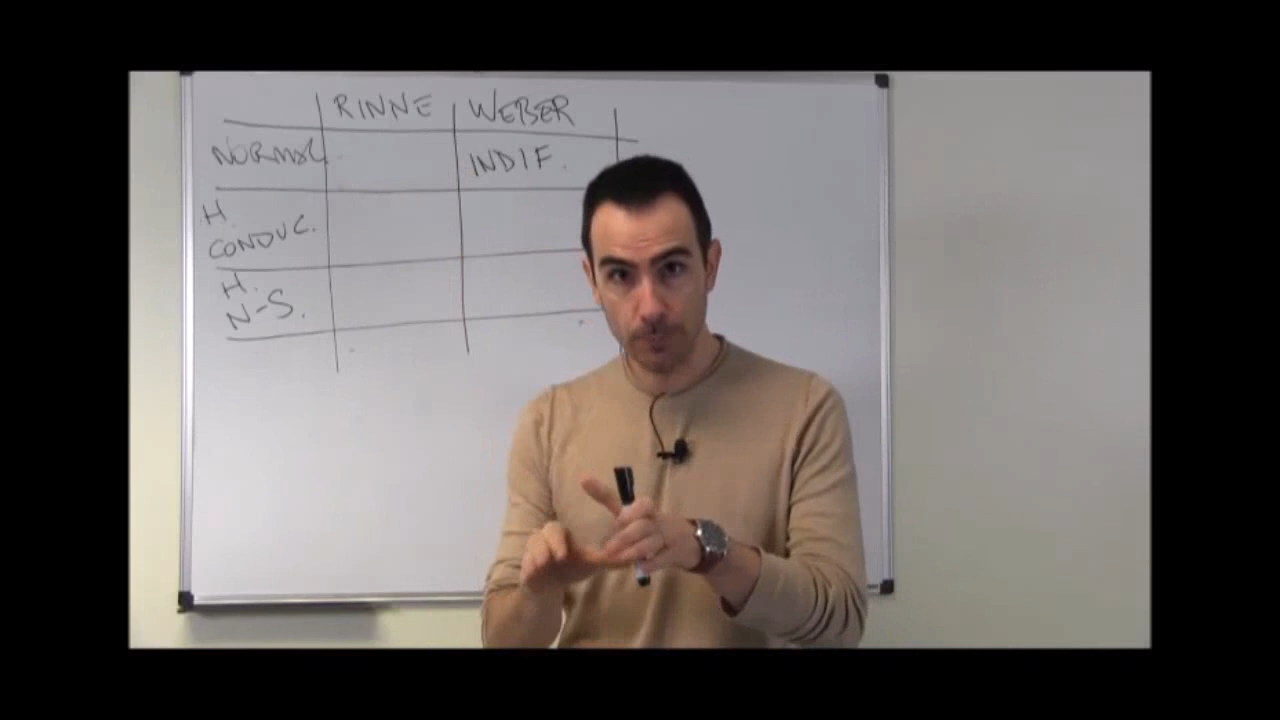 RINNE WEBER
NORMAL INDIF.
H.
CONDUC.
H.
N-S.